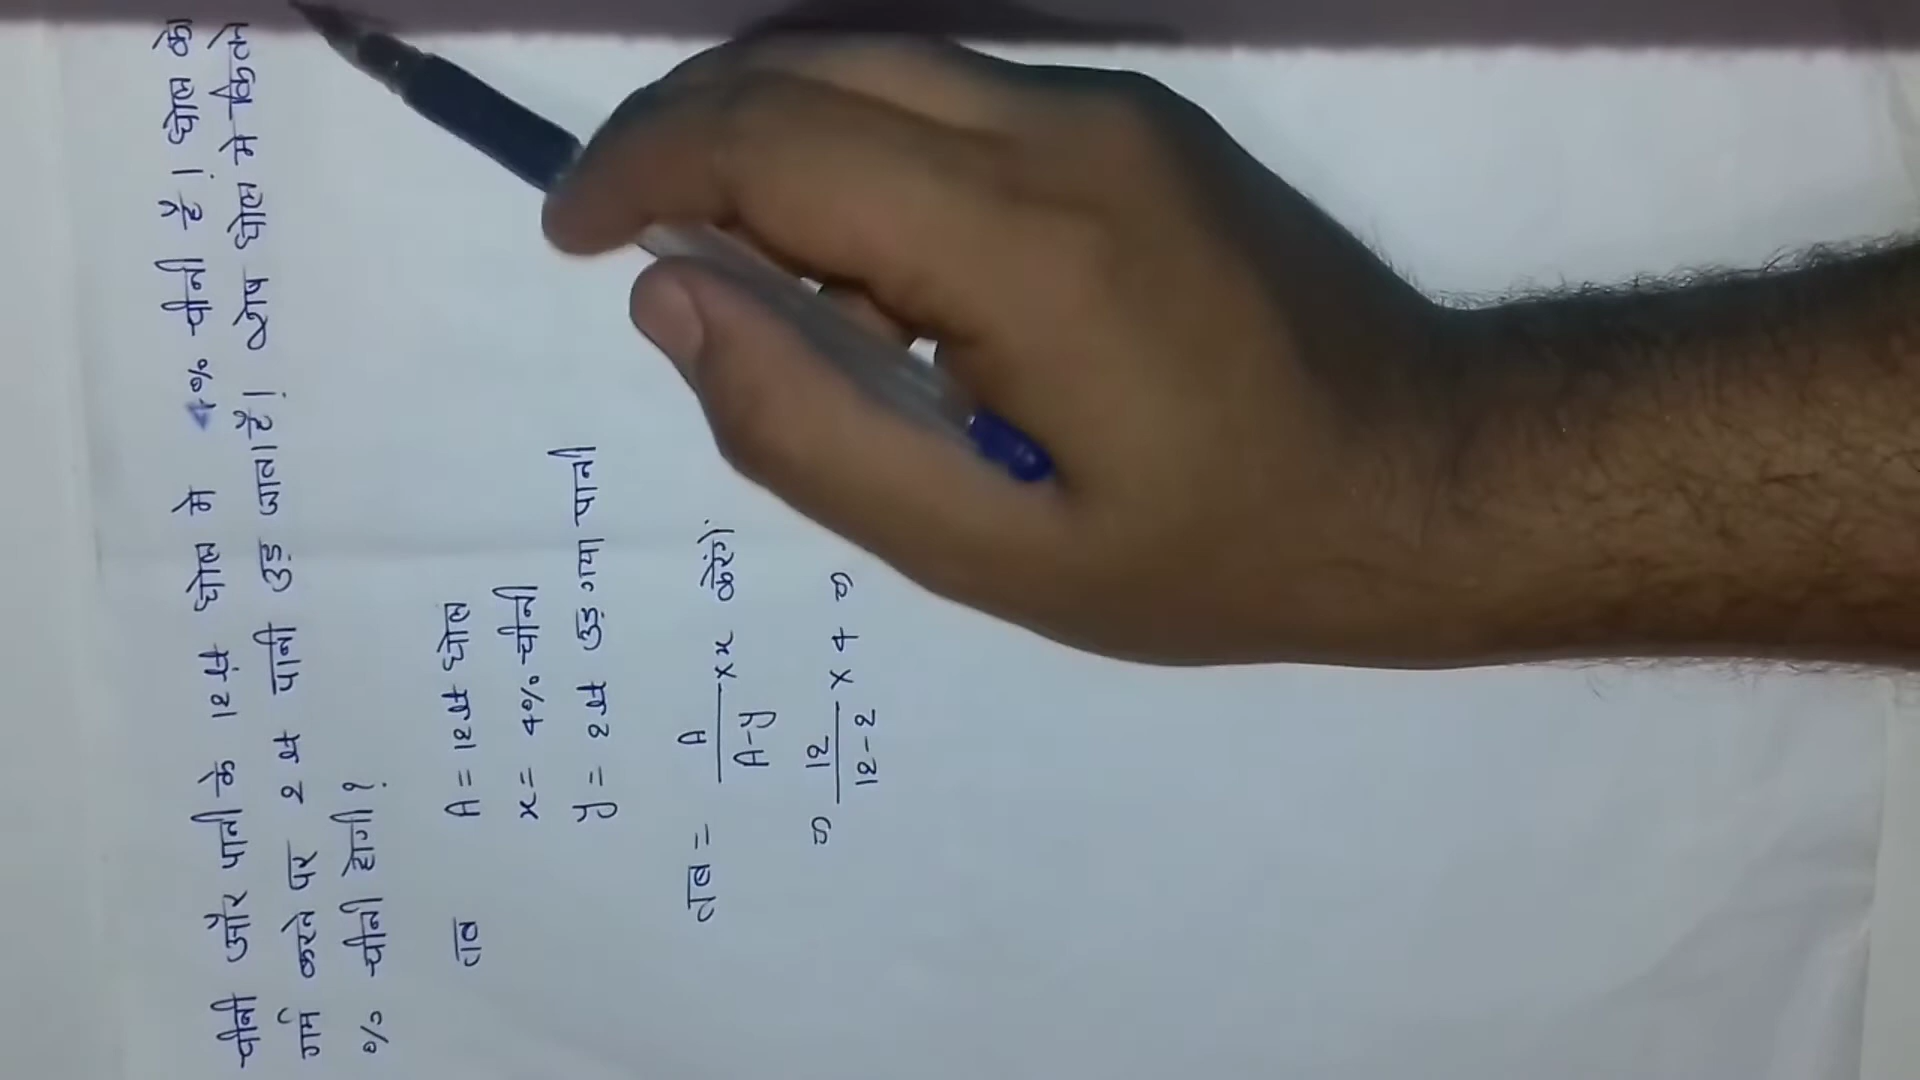 चीनी और पानी के 12 ली घोल मे 4% चीनी है। घोल के
गर्म करने पर 2 ली पानी उड़ जाता है। शेष घोल मे कितने
% चीनी होगी?
तब A = 12 ली घोल
x = 4% चीनी
y = 2 ली उड़ गया पानी
तब = A / A-y × x करेंगे
⇒ 12 / 12-2 × 4 ⇒